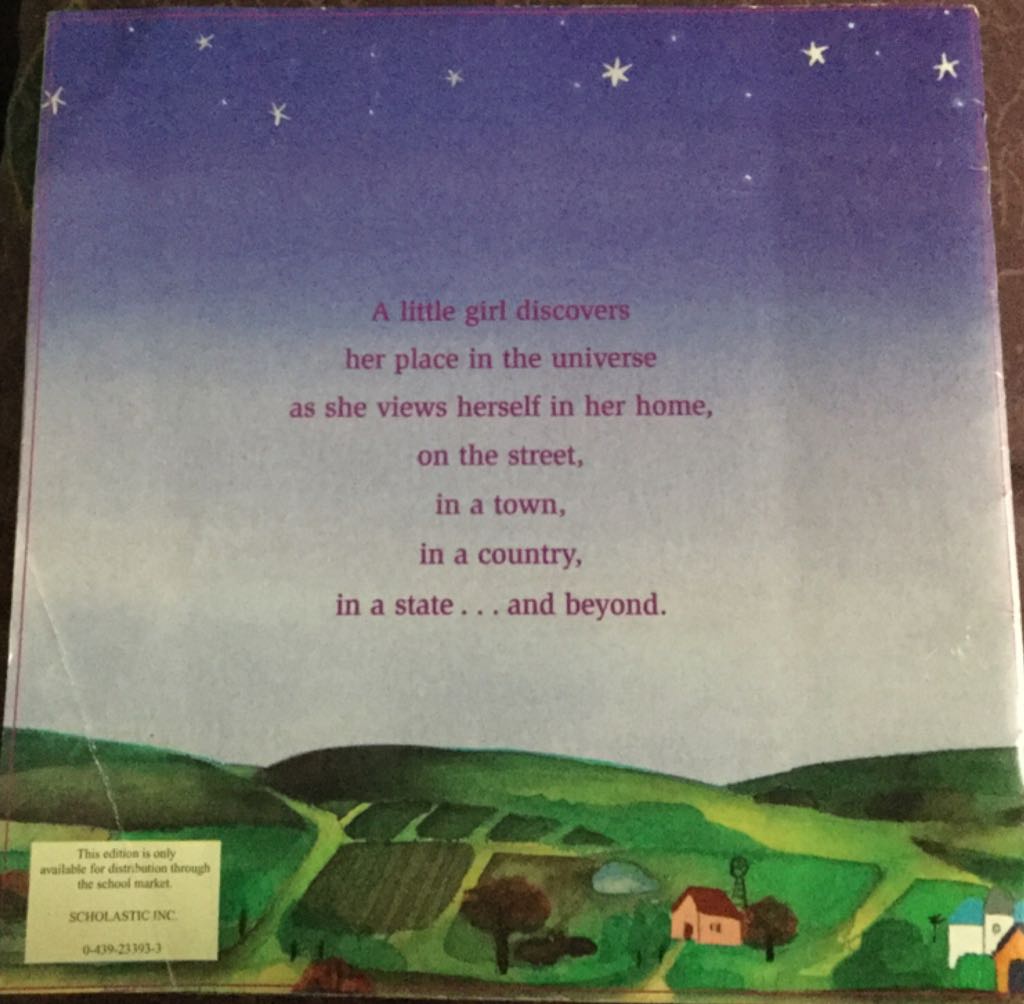 A little girl discovers
her place in the universe
as she views herself in her home,
on the street,
in a town,
in a country,
in a state . . . and beyond.
This edition is only
available for distribution through
the school market.
SCHOLASTIC INC.
0-439-23393-3